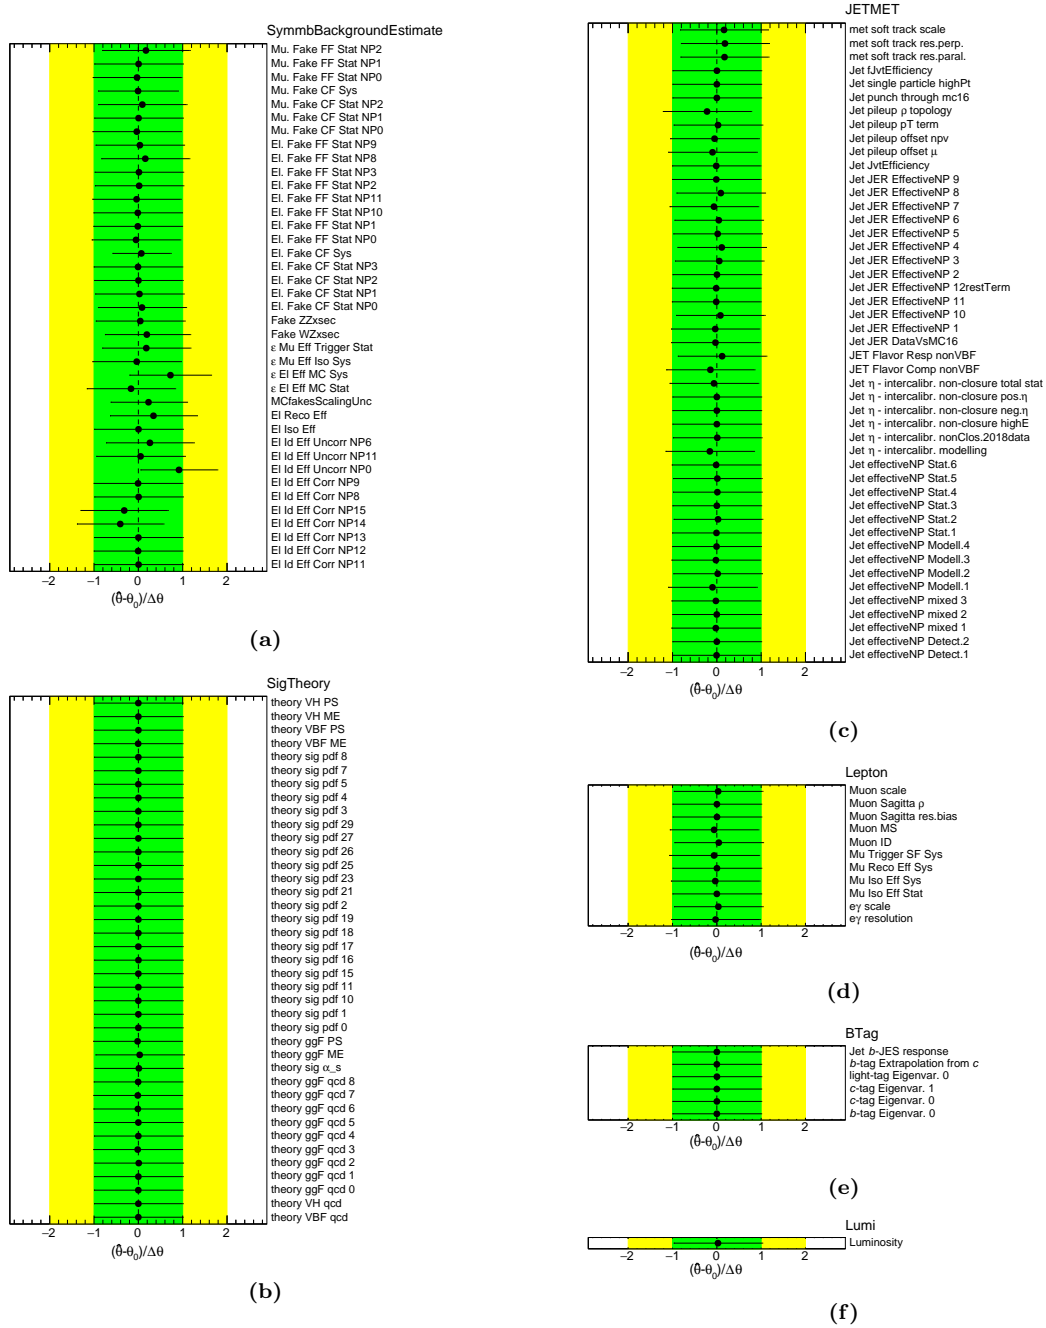 SymmbBackgroundEstimate
Mu. Fake FF Stat NP2
Mu. Fake FF Stat NP1
Mu. Fake FF Stat NP0
Mu. Fake CF Sys
Mu. Fake CF Stat NP2
Mu. Fake CF Stat NP1
Mu. Fake CF Stat NP0
El. Fake FF Stat NP9
El. Fake FF Stat NP8
El. Fake FF Stat NP3
El. Fake FF Stat NP2
El. Fake FF Stat NP11
El. Fake FF Stat NP10
El. Fake FF Stat NP1
El. Fake FF Stat NP0
El. Fake CF Sys
El. Fake CF Stat NP3
El. Fake CF Stat NP2
El. Fake CF Stat NP1
El. Fake CF Stat NP0
Fake ZZxsec
Fake WZxsec
ε Mu Eff Trigger Stat
ε Mu Eff Iso Sys
ε El Eff MC Sys
ε El Eff MC Stat
MCfakesScalingUnc
El Reco Eff
El Iso Eff
El Id Eff Uncorr NP6
El Id Eff Uncorr NP11
El Id Eff Uncorr NP0
El Id Eff Corr NP9
El Id Eff Corr NP8
El Id Eff Corr NP15
El Id Eff Corr NP14
El Id Eff Corr NP13
El Id Eff Corr NP12
El Id Eff Corr NP11
−2 −1 0 1 2
(θ̂-θ₀)/Δθ
(a)
SigTheory
theory VH PS
theory VH ME
theory VBF PS
theory VBF ME
theory sig pdf 8
theory sig pdf 7
theory sig pdf 5
theory sig pdf 4
theory sig pdf 3
theory sig pdf 29
theory sig pdf 27
theory sig pdf 26
theory sig pdf 25
theory sig pdf 23
theory sig pdf 21
theory sig pdf 2
theory sig pdf 19
theory sig pdf 18
theory sig pdf 17
theory sig pdf 16
theory sig pdf 15
theory sig pdf 11
theory sig pdf 10
theory sig pdf 1
theory sig pdf 0
theory ggF PS
theory ggF ME
theory sig α_s
theory ggF qcd 8
theory ggF qcd 7
theory ggF qcd 6
theory ggF qcd 5
theory ggF qcd 4
theory ggF qcd 3
theory ggF qcd 2
theory ggF qcd 1
theory ggF qcd 0
theory VH qcd
theory VBF qcd
−2 −1 0 1 2
(θ̂-θ₀)/Δθ
(b)
JETMET
met soft track scale
met soft track res.perp.
met soft track res.paral.
Jet fJvtEfficiency
Jet single particle highPt
Jet punch through mc16
Jet pileup ρ topology
Jet pileup pT term
Jet pileup offset npv
Jet pileup offset μ
Jet JvtEfficiency
Jet JER EffectiveNP 9
Jet JER EffectiveNP 8
Jet JER EffectiveNP 7
Jet JER EffectiveNP 6
Jet JER EffectiveNP 5
Jet JER EffectiveNP 4
Jet JER EffectiveNP 3
Jet JER EffectiveNP 2
Jet JER EffectiveNP 12restTerm
Jet JER EffectiveNP 11
Jet JER EffectiveNP 10
Jet JER EffectiveNP 1
Jet JER DataVsMC16
JET Flavor Resp nonVBF
JET Flavor Comp nonVBF
Jet η - intercalibr. non-closure total stat
Jet η - intercalibr. non-closure pos.η
Jet η - intercalibr. non-closure neg.η
Jet η - intercalibr. non-closure highE
Jet η - intercalibr. nonClos.2018data
Jet η - intercalibr. modelling
Jet effectiveNP Stat.6
Jet effectiveNP Stat.5
Jet effectiveNP Stat.4
Jet effectiveNP Stat.3
Jet effectiveNP Stat.2
Jet effectiveNP Stat.1
Jet effectiveNP Modell.4
Jet effectiveNP Modell.3
Jet effectiveNP Modell.2
Jet effectiveNP Modell.1
Jet effectiveNP mixed 3
Jet effectiveNP mixed 2
Jet effectiveNP mixed 1
Jet effectiveNP Detect.2
Jet effectiveNP Detect.1
−2 −1 0 1 2
(θ̂-θ₀)/Δθ
(c)
Lepton
Muon scale
Muon Sagitta ρ
Muon Sagitta res.bias
Muon MS
Muon ID
Mu Trigger SF Sys
Mu Reco Eff Sys
Mu Iso Eff Sys
Mu Iso Eff Stat
eγ scale
eγ resolution
−2 −1 0 1 2
(θ̂-θ₀)/Δθ
(d)
BTag
Jet b-JES response
b-tag Extrapolation from c
light-tag Eigenvar. 0
c-tag Eigenvar. 1
c-tag Eigenvar. 0
b-tag Eigenvar. 0
−2 −1 0 1 2
(θ̂-θ₀)/Δθ
(e)
Lumi
Luminosity
−2 −1 0 1 2
(θ̂-θ₀)/Δθ
(f)